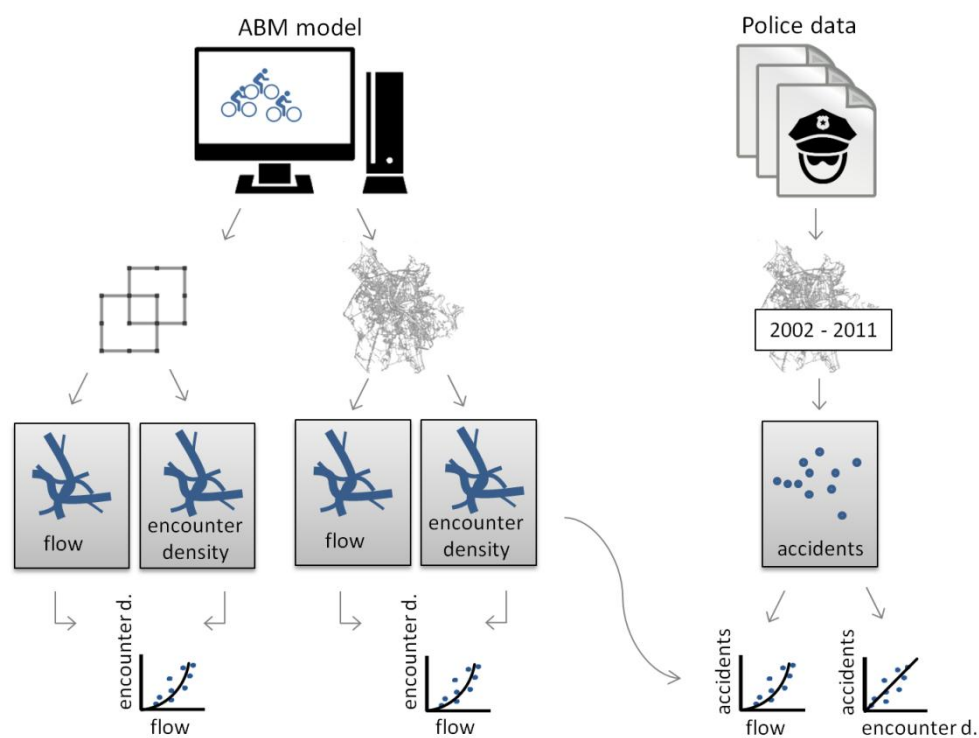 ABM model
Police data
2002 - 2011
flow
encounter
density
flow
encounter
density
accidents
encounter d.
flow
encounter d.
flow
accidents
flow
accidents
encounter d.